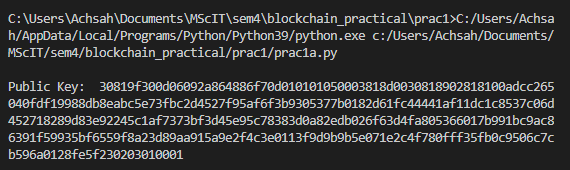 C:\Users\Achsah\Documents\MScIT\sem4\blockchain_practical\prac1>C:/Users/Achsa
h/AppData/Local/Programs/Python/Python39/python.exe c:/Users/Achsah/Documents/
MScIT/sem4/blockchain_practical/prac1/prac1a.py
Public Key:  30819f300d06092a864886f70d010101050003818d0030818902818100adcc265
040fdf19988db8eabc5e73fbc2d4527f95af6f3b9305377b0182d61fc44441af11dc1c8537c06d
452718289d83e92245c1af7373bf3d45e95c78383d0a82edb026f63d4fa805366017b991bc9ac8
6391f59935bf6559f8a23d89aa915a9e2f4c3e0113f9d9b9b5e071e2c4f780fff35fb0c9506c7c
b596a0128fe5f230203010001